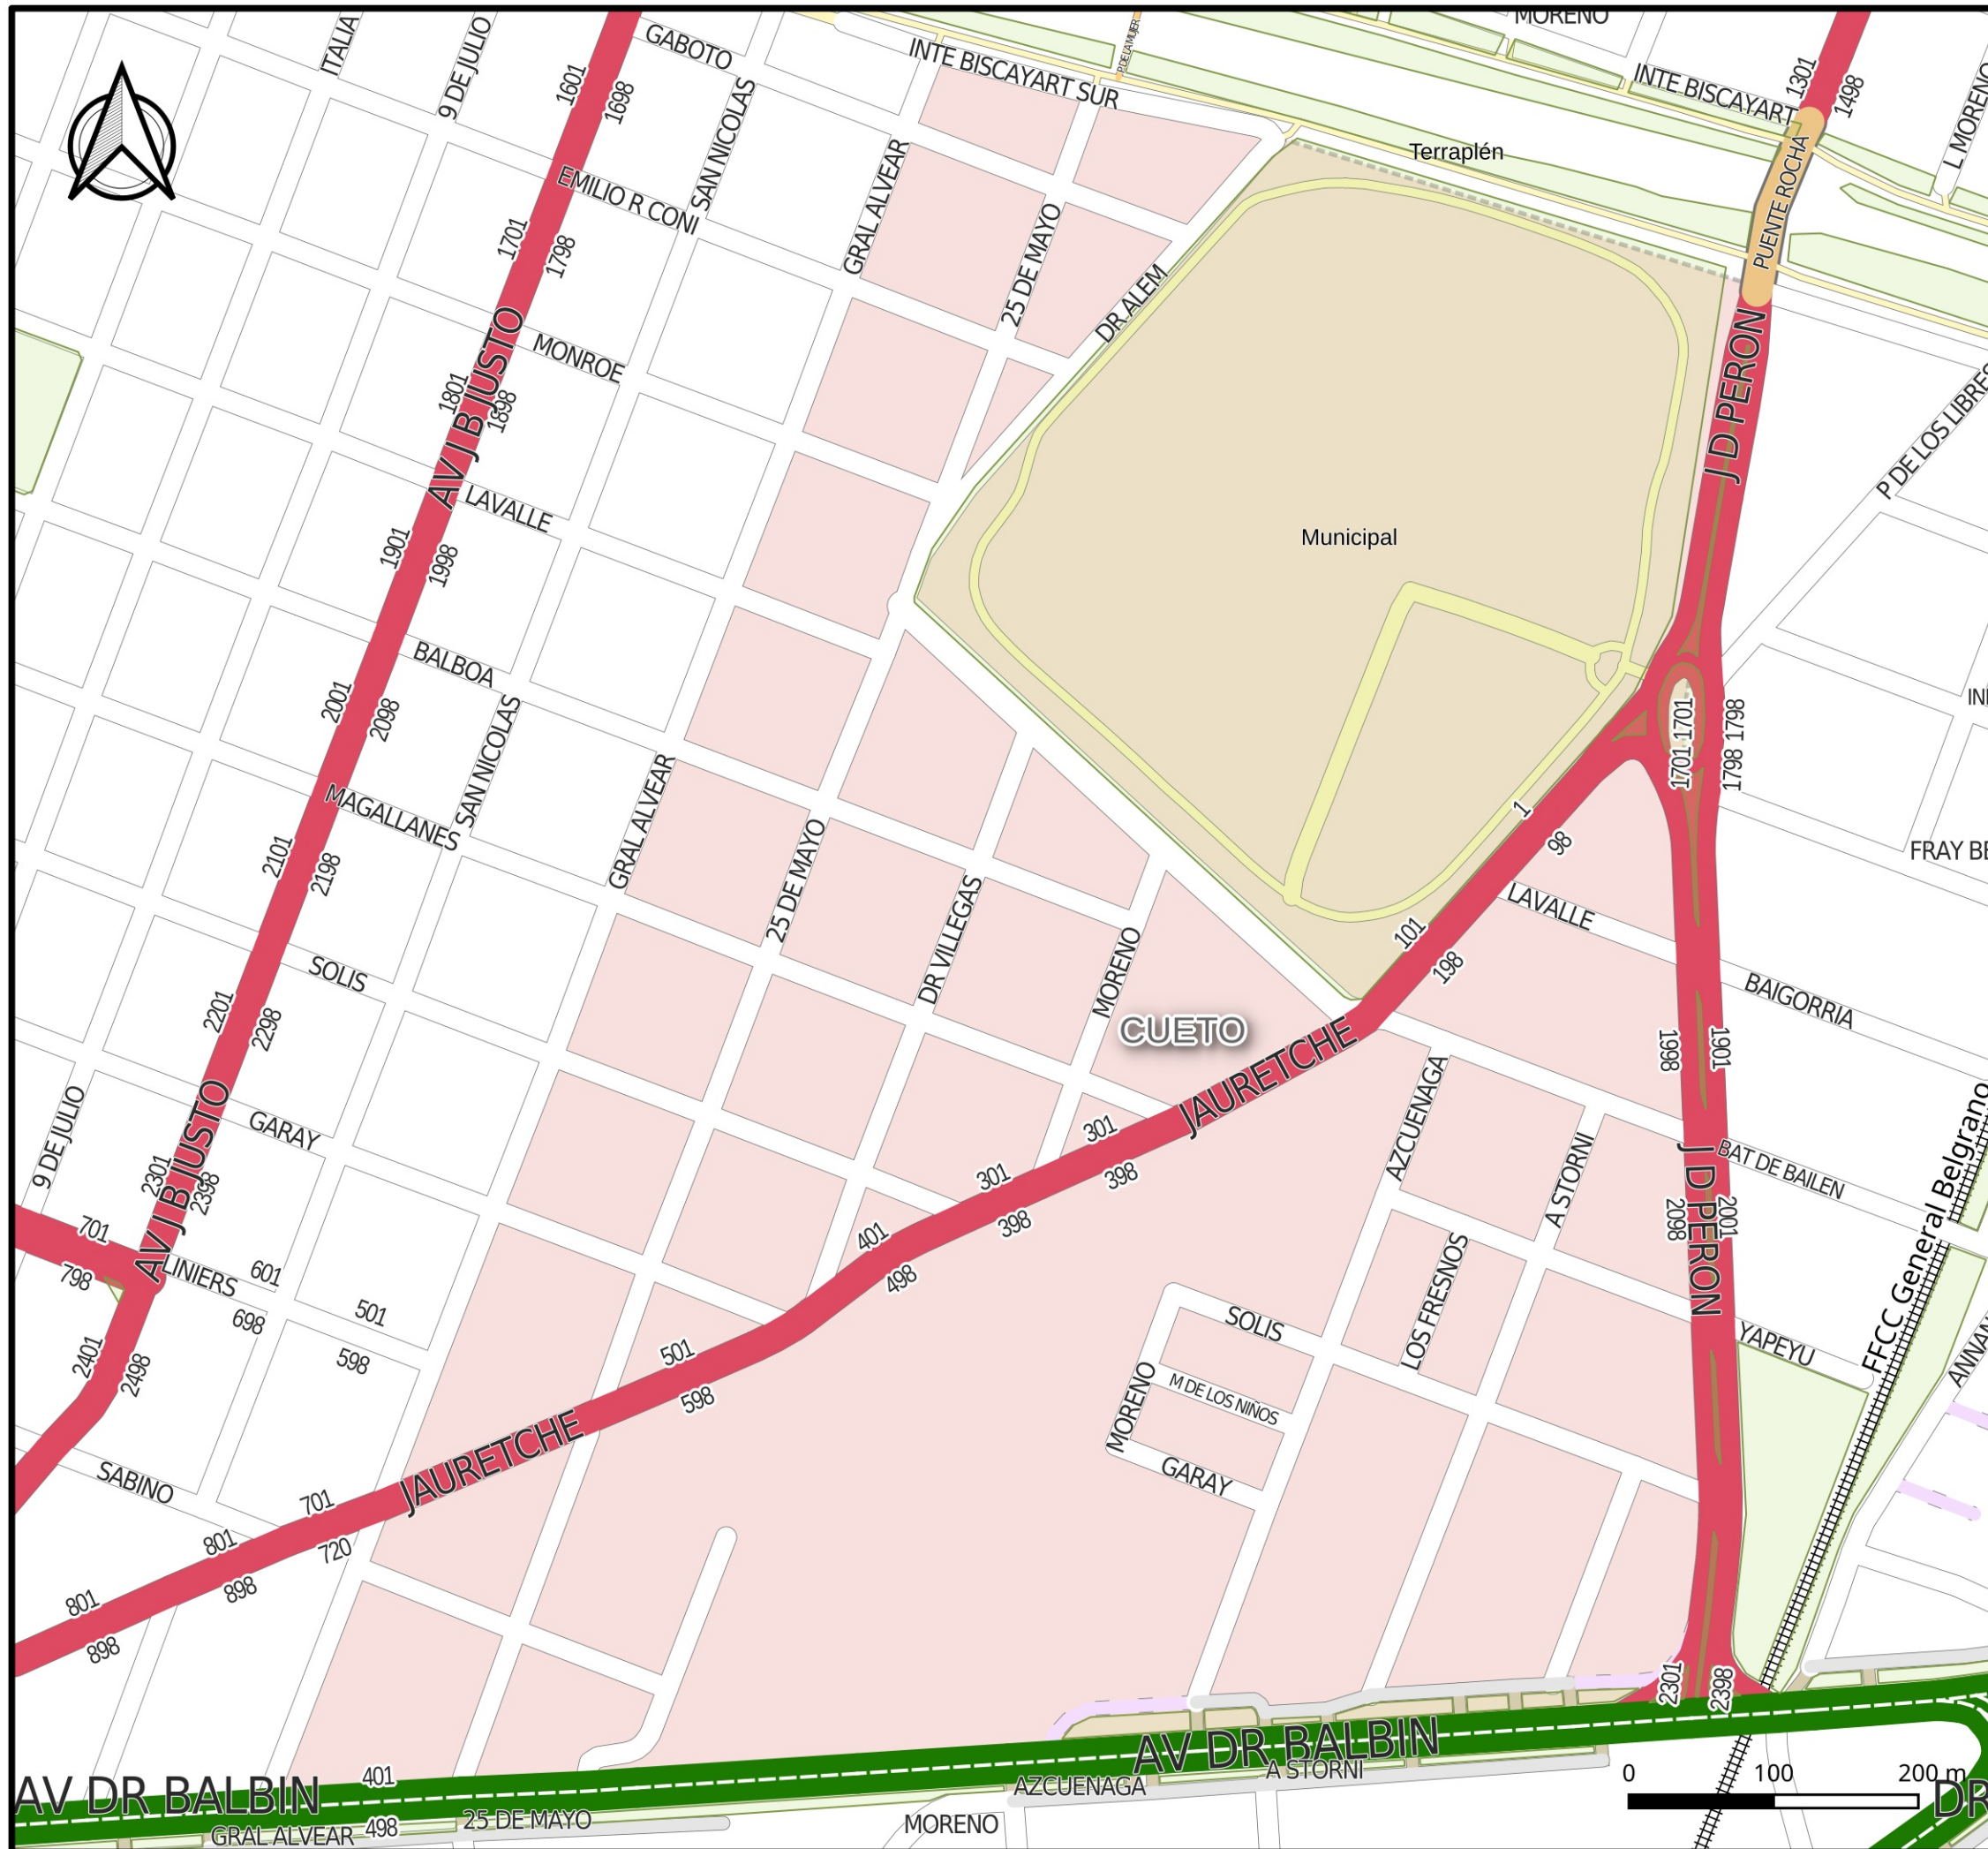 MORENO
ITALIA
9 DE JULIO
GABOTO
INTE BISCAYART SUR
P DE LA MUJER
INTE BISCAYART
1301
1498
L MORENO
1601
1698
SAN NICOLAS
GRAL ALVEAR
Terraplén
PUENTE ROCHA
EMILIO R CONI
25 DE MAYO
1701
1798
DR ALEM
AV J B JUSTO
MONROE
J D PERON
P DE LOS LIBRES
1801
1898
LAVALLE
Municipal
1901
1998
BALBOA
2001
2098
SAN NICOLAS
1701 1701
1798 1798
MAGALLANES
GRAL ALVEAR
25 DE MAYO
1
98
FRAY BE
2101
2198
DR VILLEGAS
MORENO
LAVALLE
101
198
SOLIS
BAIGORRIA
2201
2298
CUETO
JAURETCHE
1998
1901
9 DE JULIO
AV J B JUSTO
GARAY
AZCUENAGA
A STORNI
301
398
BAT DE BAILEN
FFCC General Belgrano
2301
2398
301
398
J D PERON
2098
2001
701
798
LINIERS
601
698
401
498
501
598
SOLIS
LOS FRESNOS
YAPEYU
2401
2498
501
598
MORENO
M DE LOS NIÑOS
JAURETCHE
SABINO
GARAY
701
720
801
898
801
898
2301
2398
AV DR BALBIN
AV DR BALBIN
401
498
A STORNI
AZCUENAGA
25 DE MAYO
GRAL ALVEAR
MORENO
0 100 200 m
DR